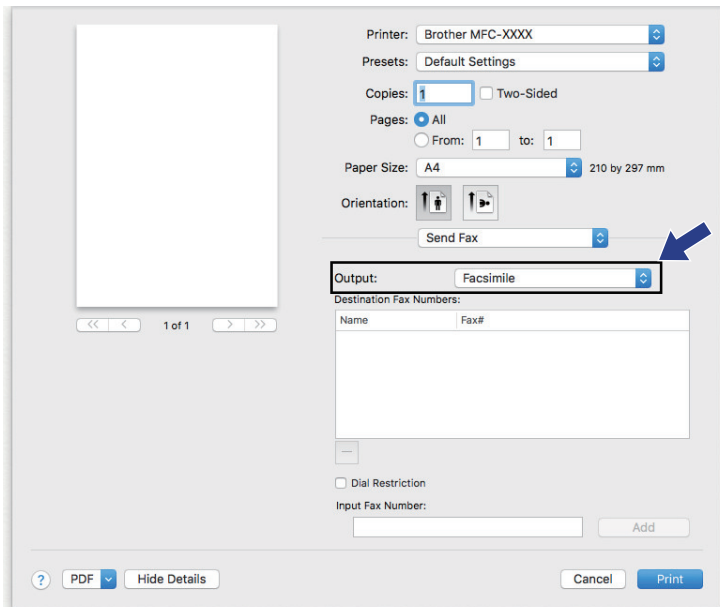 Printer: Brother MFC-XXXX
Presets: Default Settings
Copies: 1 Two-Sided
Pages: All
From: 1 to: 1
Paper Size: A4 210 by 297 mm
Orientation:
Send Fax
Output: Facsimile
Destination Fax Numbers:
Name Fax#
<< < 1 of 1 > >>
Dial Restriction
Input Fax Number:
Add
? PDF Hide Details Cancel Print